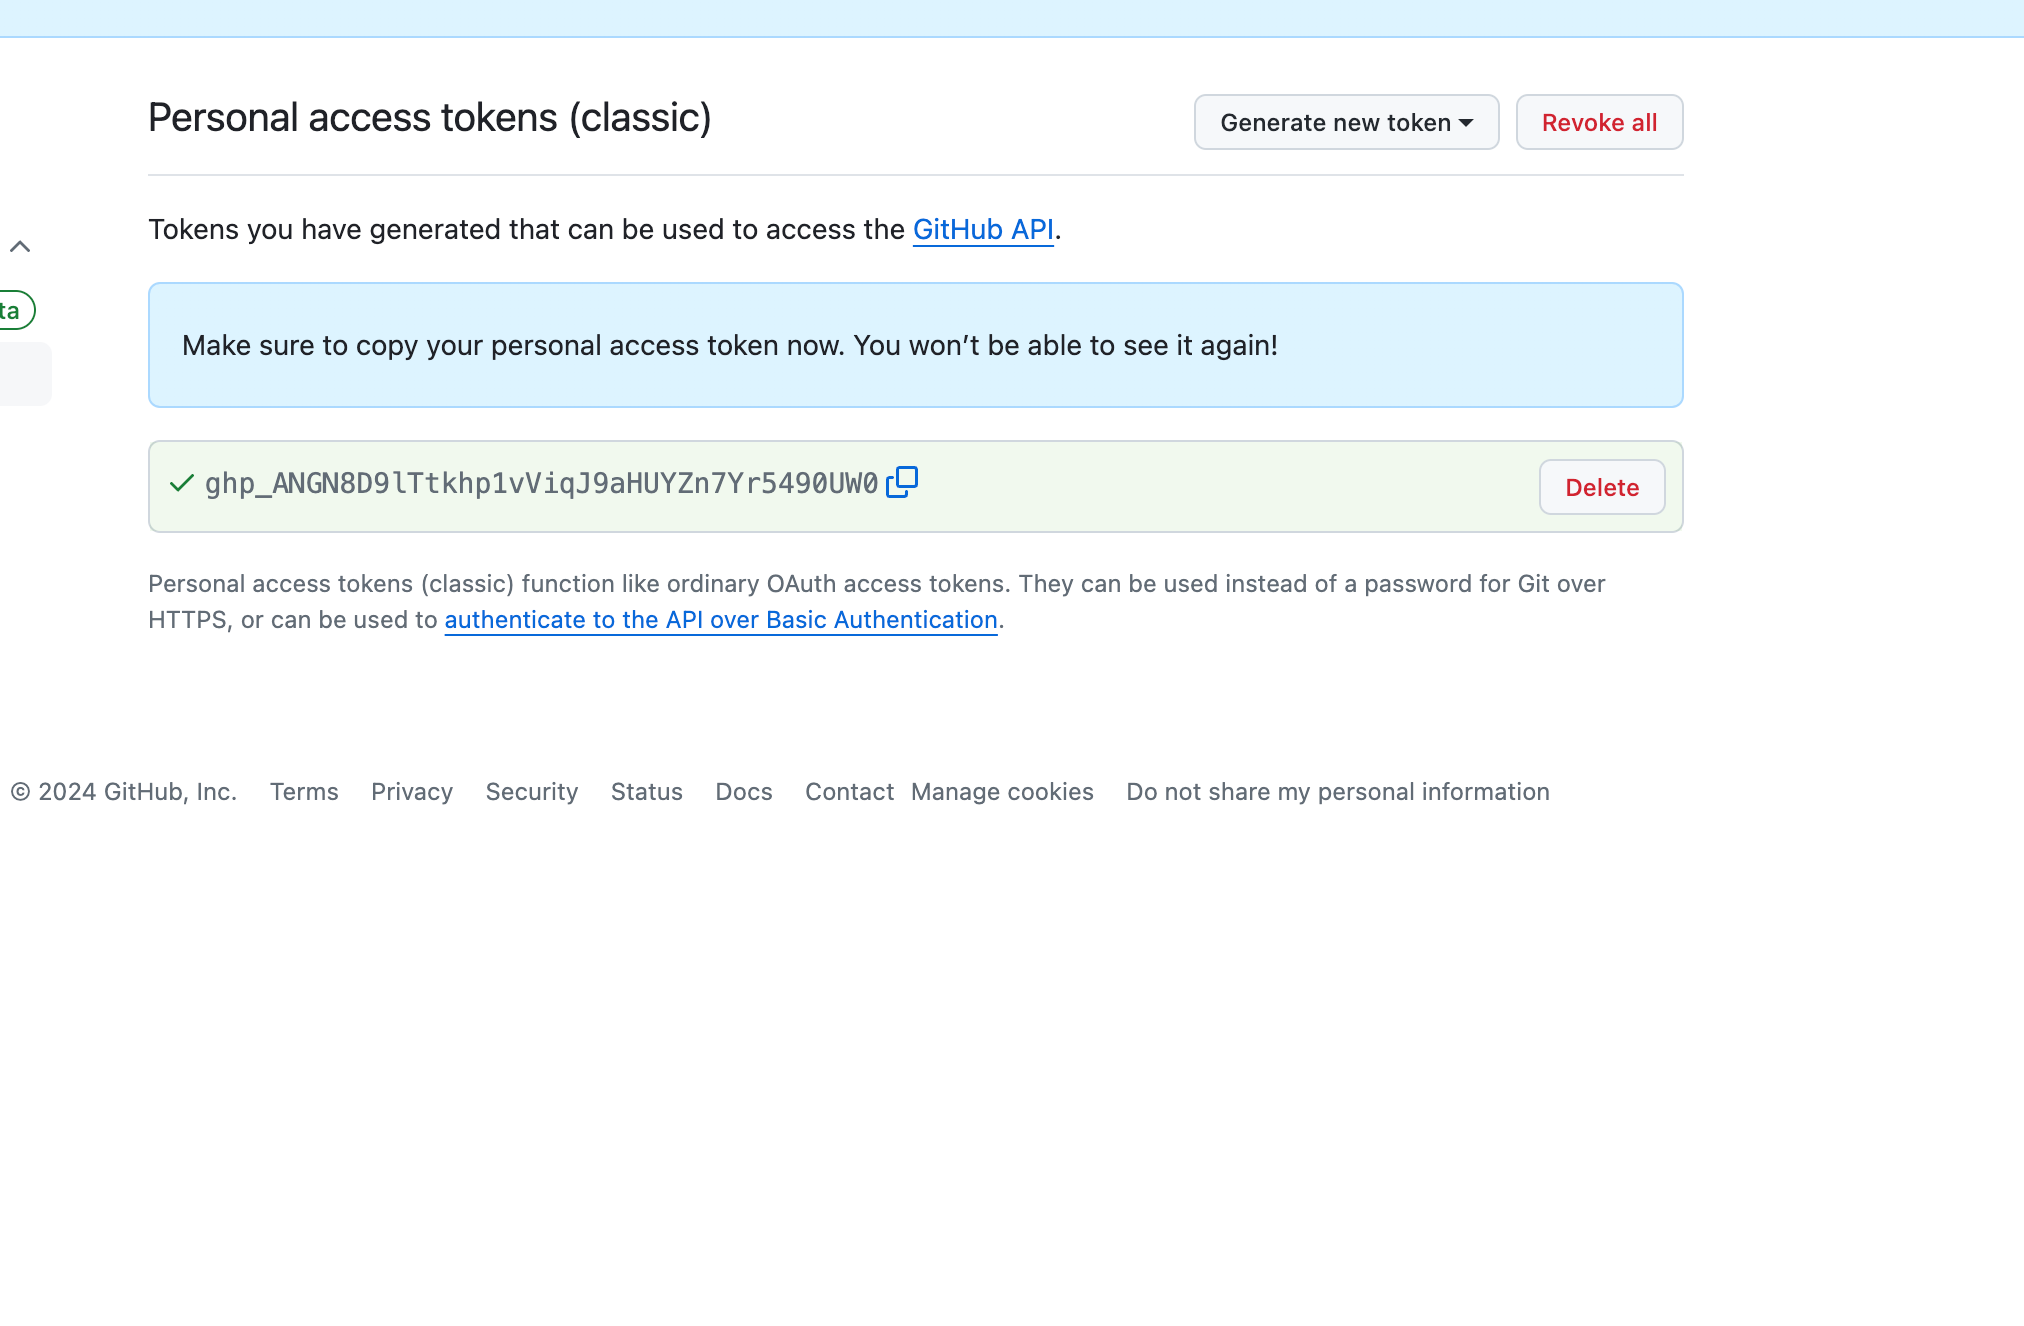 Personal access tokens (classic)
Generate new token
Revoke all
Tokens you have generated that can be used to access the GitHub API.
ta
Make sure to copy your personal access token now. You won’t be able to see it again!
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
Delete
Personal access tokens (classic) function like ordinary OAuth access tokens. They can be used instead of a password for Git over
HTTPS, or can be used to authenticate to the API over Basic Authentication.
© 2024 GitHub, Inc. Terms Privacy Security Status Docs Contact Manage cookies Do not share my personal information